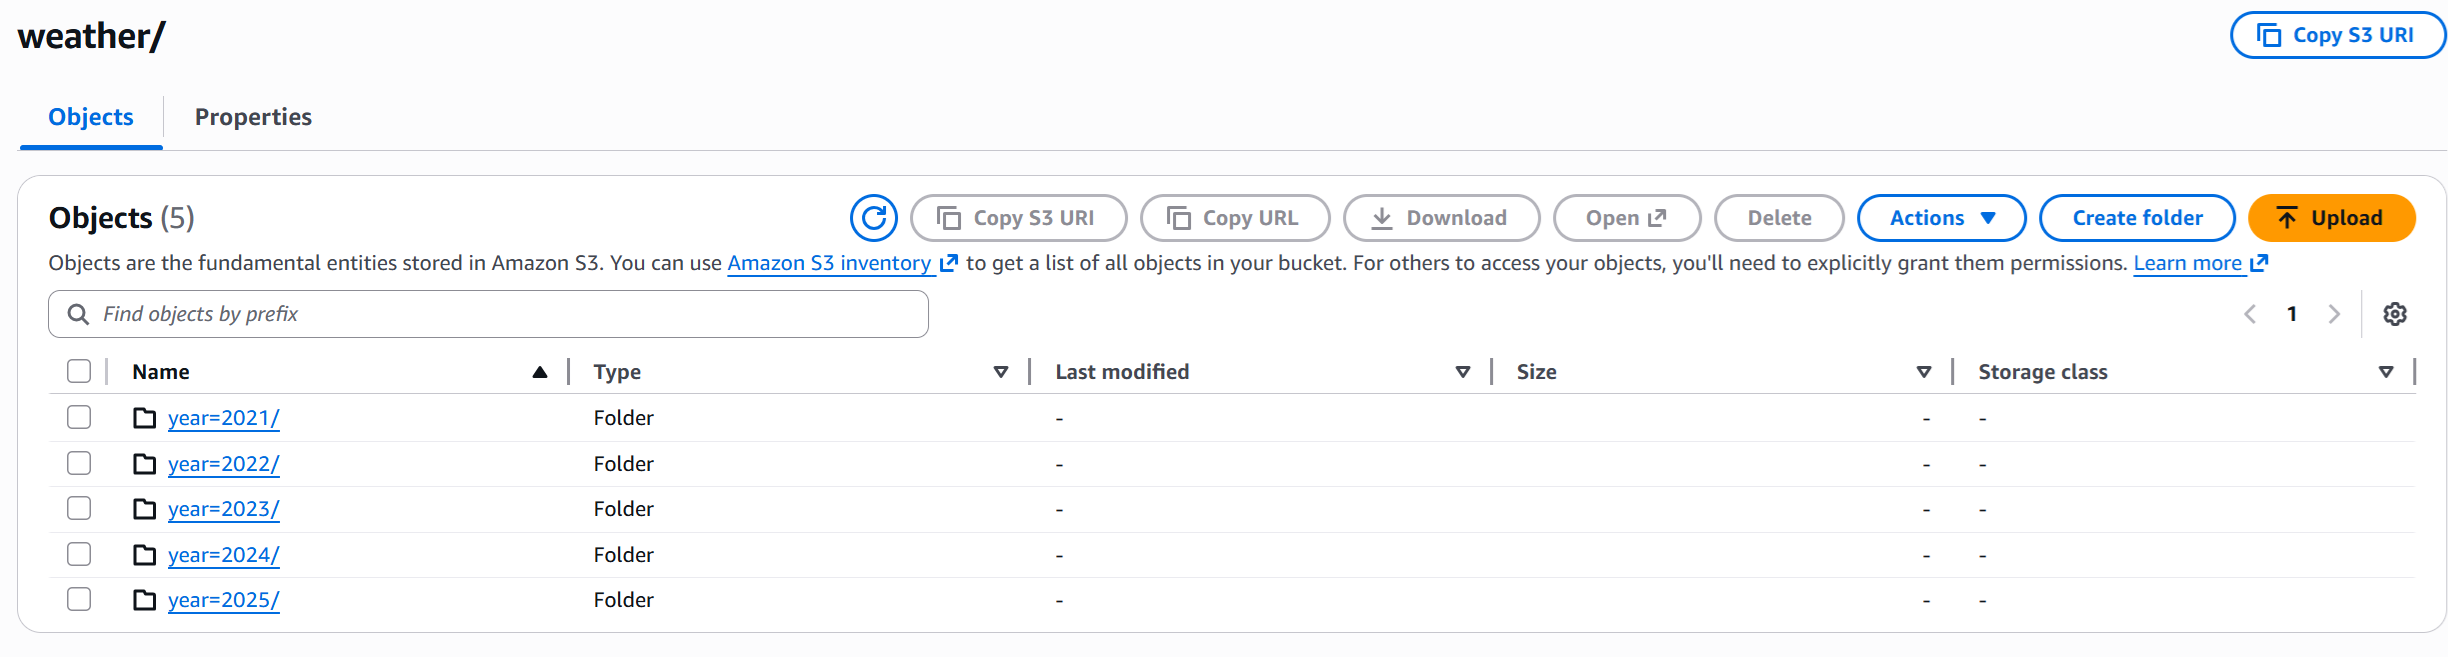 weather/
Copy S3 URI
Objects
Properties
Objects (5)
Copy S3 URI
Copy URL
Download
Open
Delete
Actions
Create folder
Upload
Objects are the fundamental entities stored in Amazon S3. You can use Amazon S3 inventory to get a list of all objects in your bucket. For others to access your objects, you'll need to explicitly grant them permissions. Learn more
Find objects by prefix
1
Name Type Last modified Size Storage class
year=2021/ Folder - - -
year=2022/ Folder - - -
year=2023/ Folder - - -
year=2024/ Folder - - -
year=2025/ Folder - - -